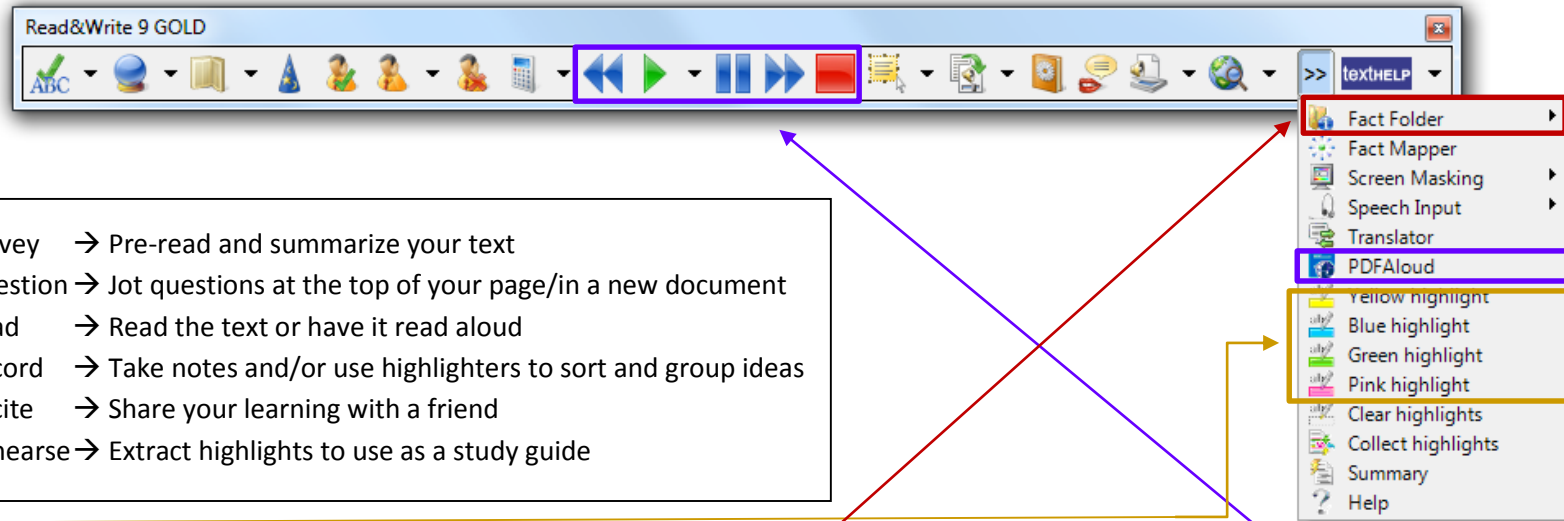 Read&Write 9 GOLD
ABC
>> textHELP
Fact Folder
Fact Mapper
Screen Masking
Speech Input
Translator
PDFAloud
Yellow highlight
Blue highlight
Green highlight
Pink highlight
Clear highlights
Collect highlights
Summary
? Help
vey → Pre-read and summarize your text
estion → Jot questions at the top of your page/in a new document
ad → Read the text or have it read aloud
cord → Take notes and/or use highlighters to sort and group ideas
cite → Share your learning with a friend
hearse → Extract highlights to use as a study guide